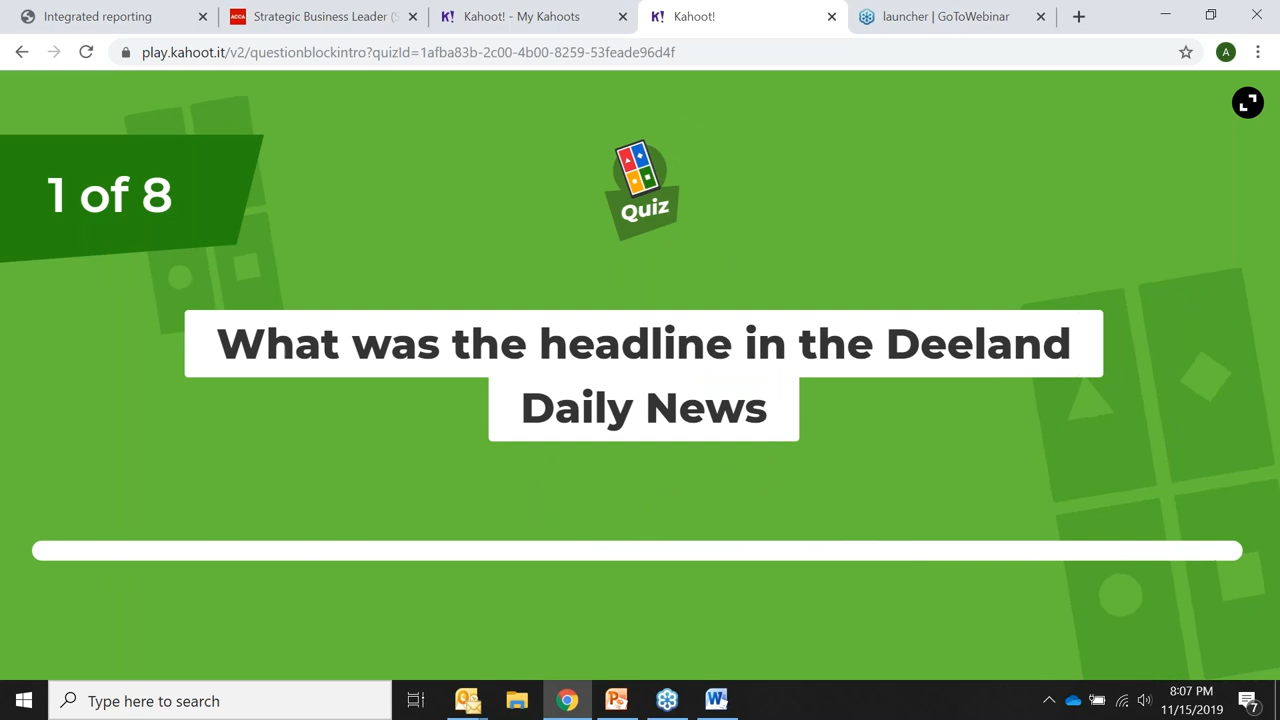 Integrated reporting
ACCA
Strategic Business Leader (S
K!
Kahoot! - My Kahoots
K!
Kahoot!
launcher | GoToWebinar
play.kahoot.it/v2/questionblockintro?quizId=1afba83b-2c00-4b00-8259-53feade96d4f
A
1 of 8
Quiz
What was the headline in the Deeland
Daily News
Type here to search
8:07 PM
11/15/2019
7